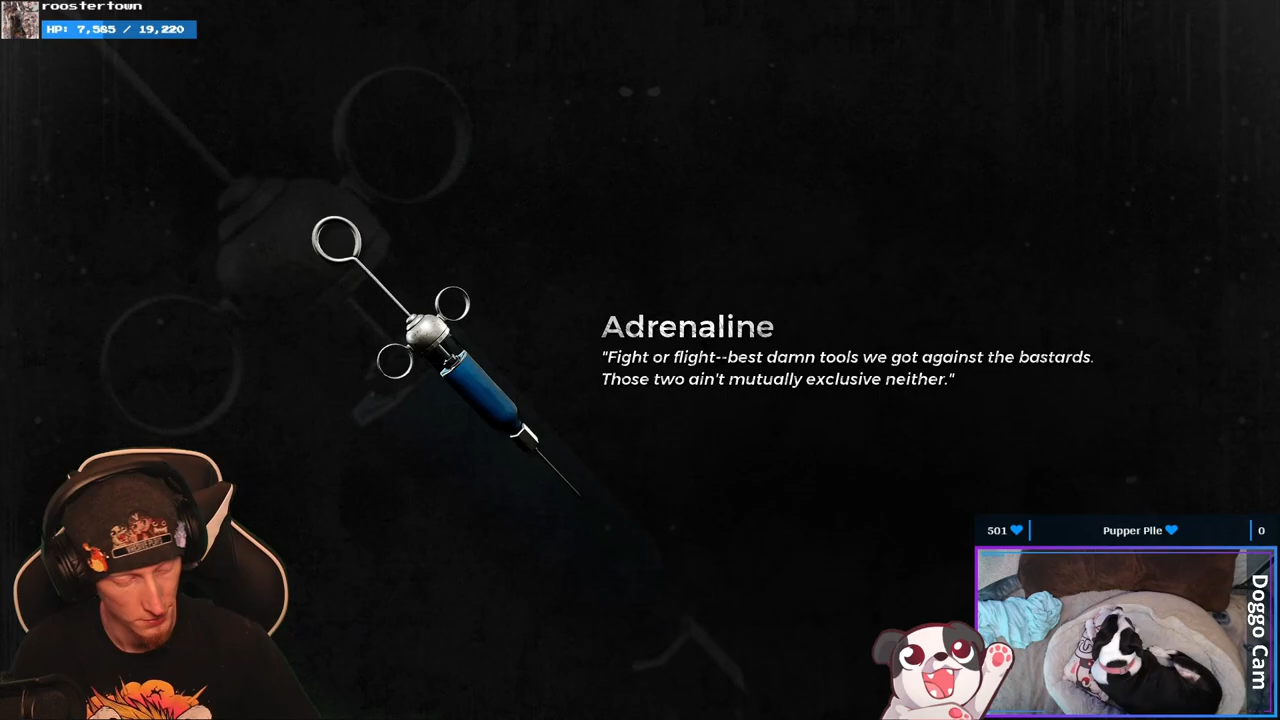 roostertown
HP: 7,585 / 19,220
Adrenaline
"Fight or flight--best damn tools we got against the bastards.
Those two ain't mutually exclusive neither."
501
Pupper Pile
0
Doggo Cam